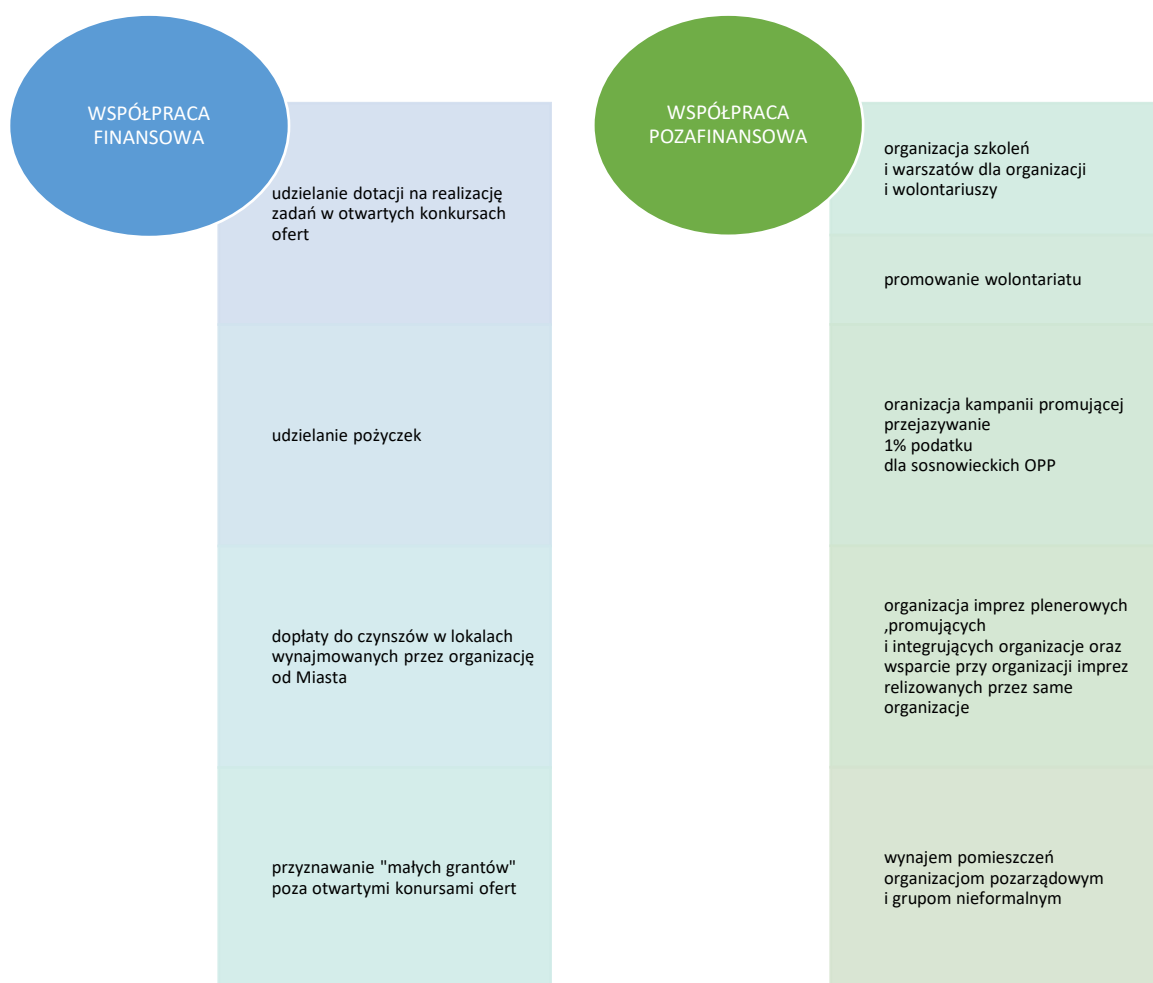 WSPÓŁPRACA
FINANSOWA
udzielanie dotacji na realizację
zadań w otwartych konkursach
ofert
udzielanie pożyczek
dopłaty do czynszów w lokalach
wynajmowanych przez organizację
od Miasta
przyznawanie "małych grantów"
poza otwartymi konursami ofert
WSPÓŁPRACA
POZAFINANSOWA
organizacja szkoleń
i warszatów dla organizacji
i wolontariuszy
promowanie wolontariatu
oranizacja kampanii promującej
przejazywanie
1% podatku
dla sosnowieckich OPP
organizacja imprez plenerowych
,promujących
i integrujących organizacje oraz
wsparcie przy organizacji imprez
relizowanych przez same
organizacje
wynajem pomieszczeń
organizacjom pozarządowym
i grupom nieformalnym